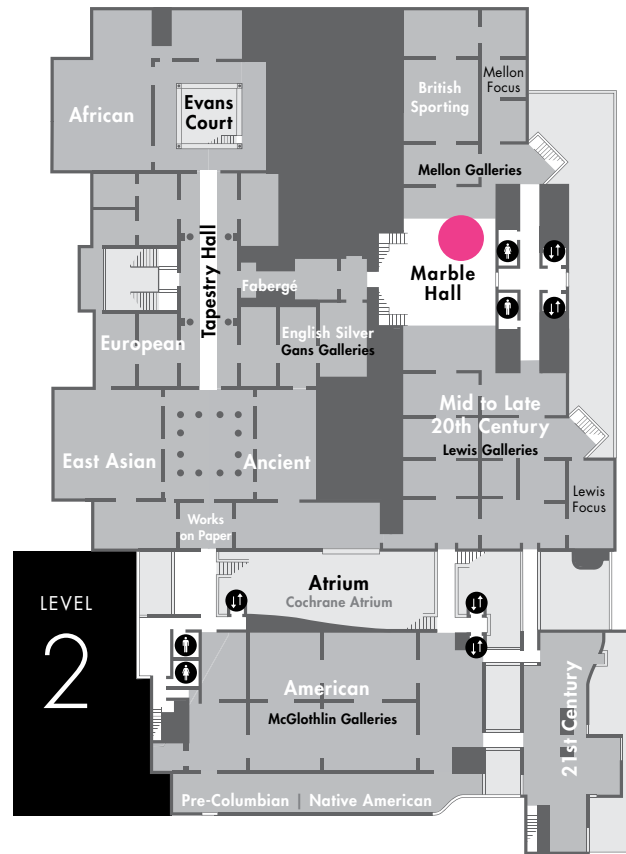 African
Evans
Court
British
Sporting
Mellon
Focus
Mellon Galleries
Tapestry Hall
Marble
Hall
Fabergé
European
English Silver
Gans Galleries
Mid to Late
20th Century
Lewis Galleries
East Asian
Ancient
Lewis
Focus
Works
on Paper
LEVEL
2
Atrium
Cochrane Atrium
American
McGlothlin Galleries
21st Century
Pre-Columbian | Native American